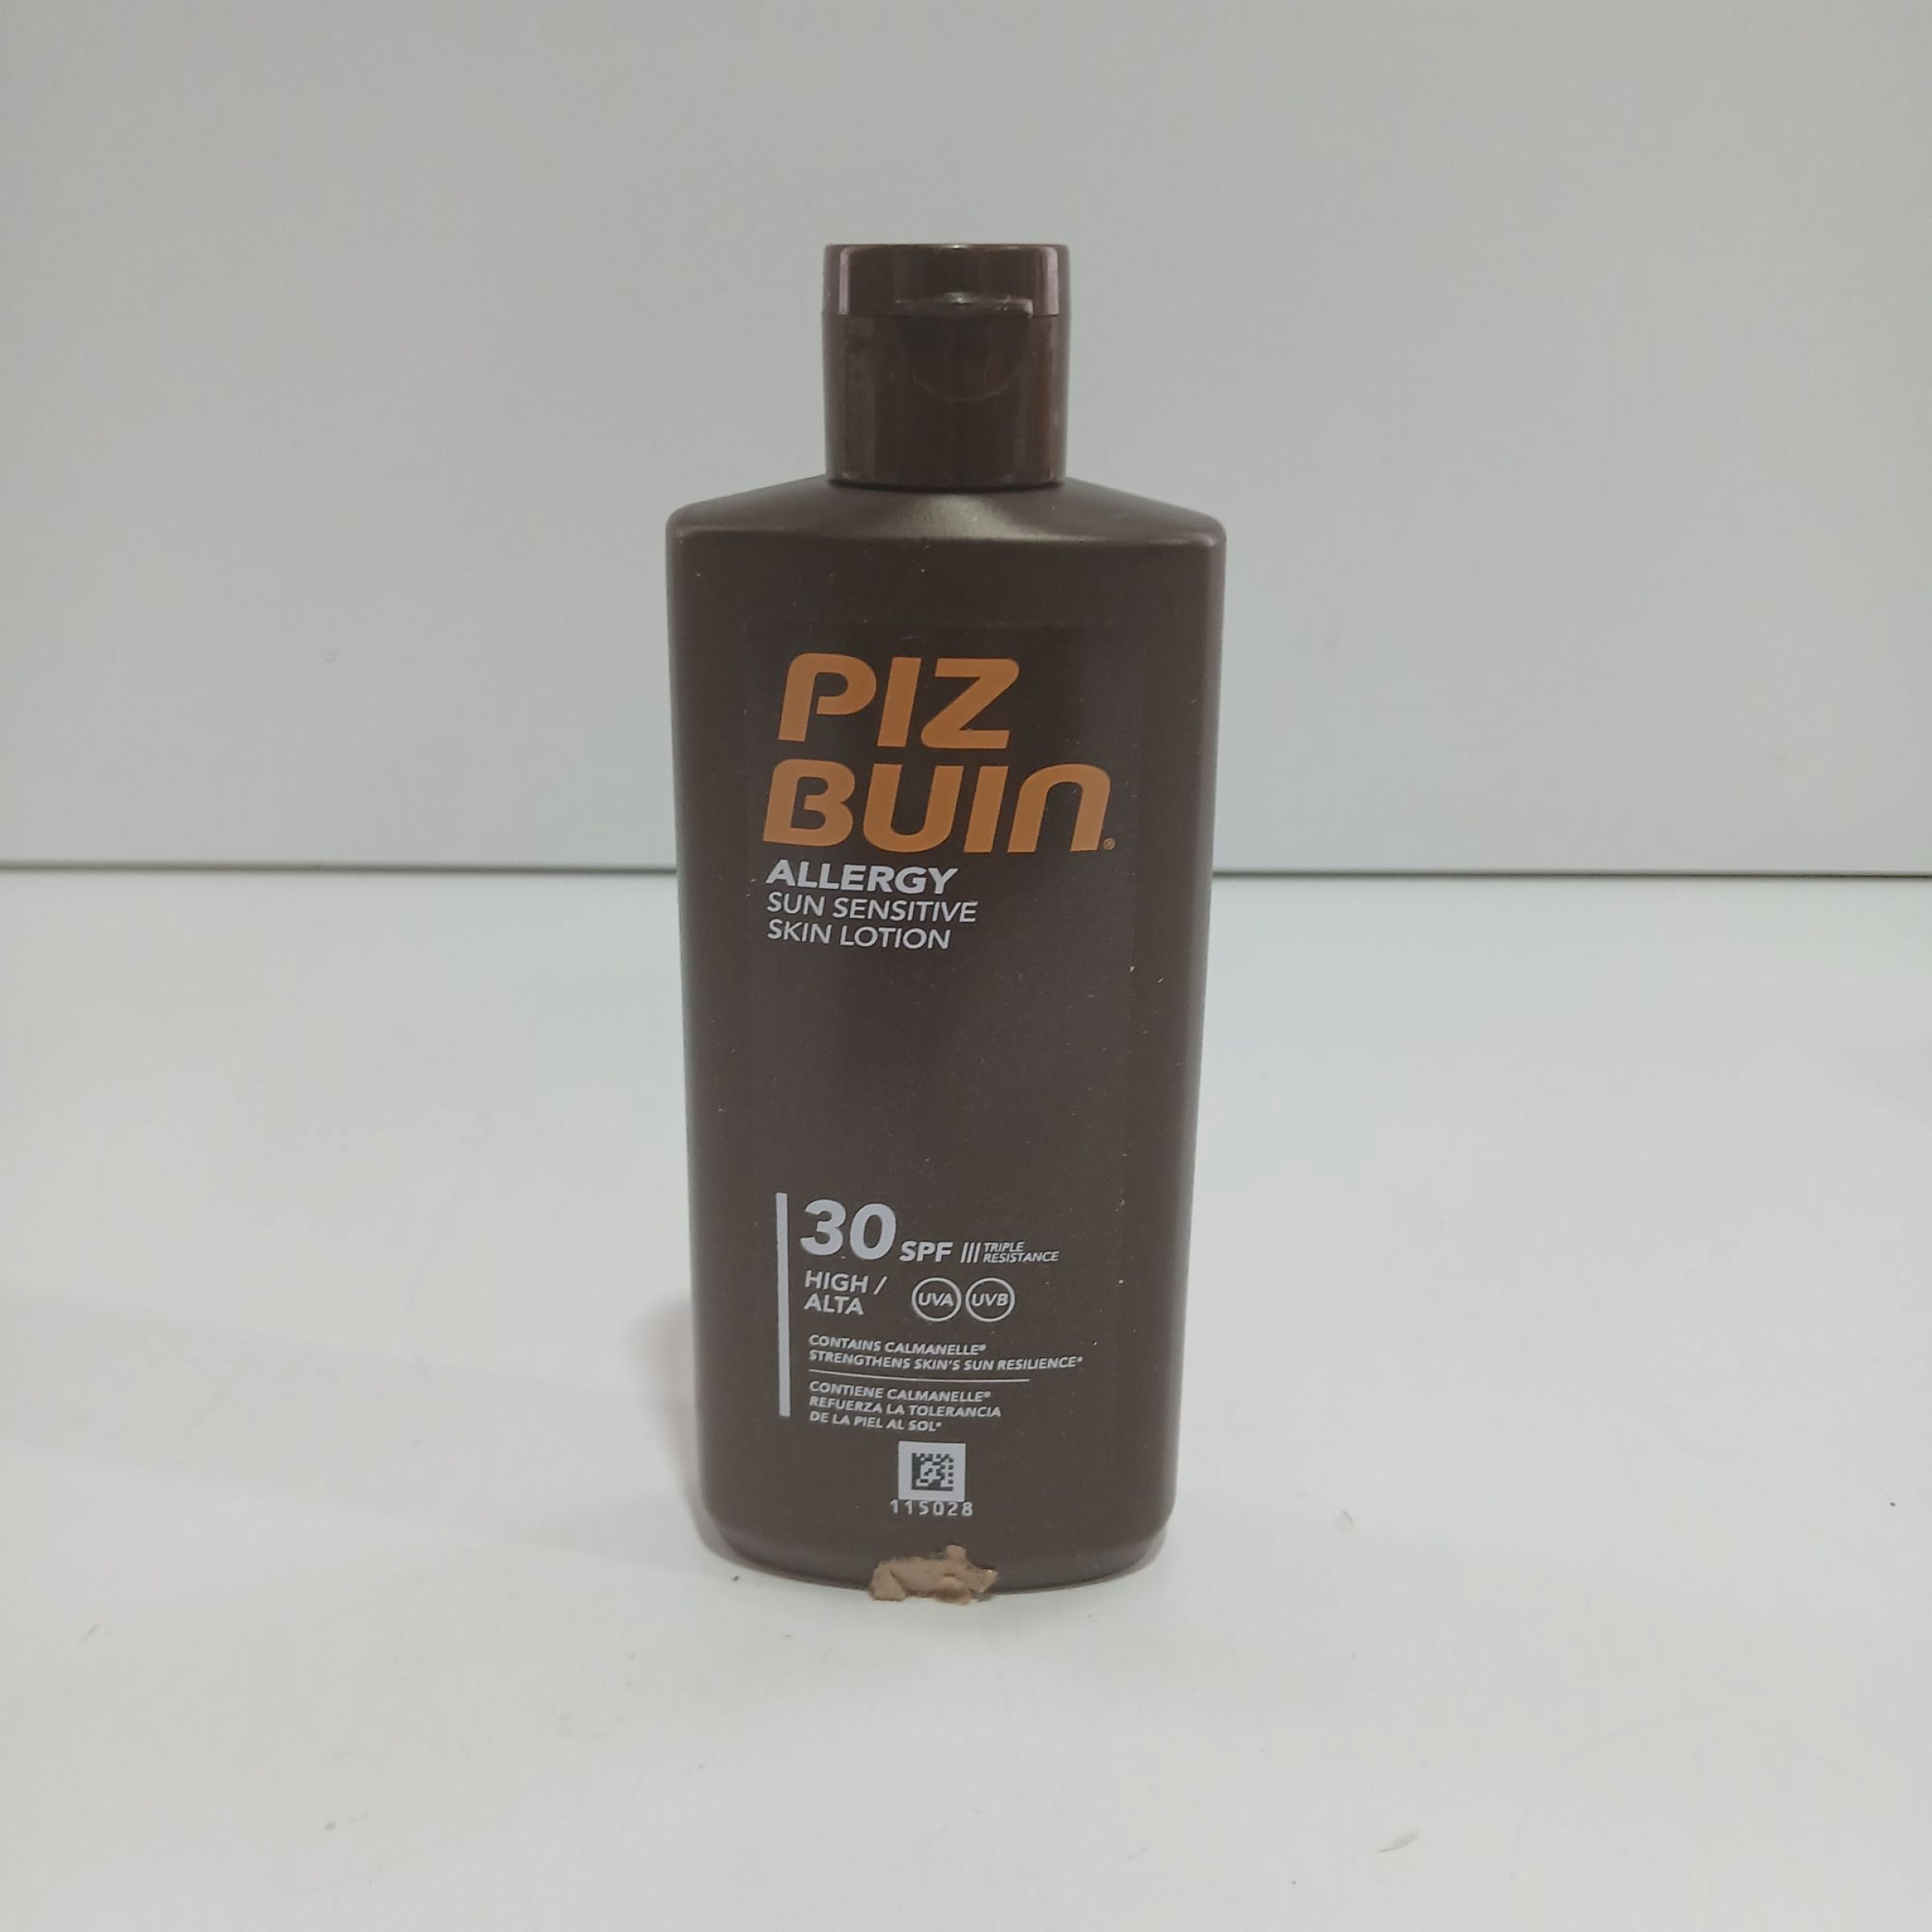 PIZ
BUIN®
ALLERGY
SUN SENSITIVE
SKIN LOTION
30 SPF TRIPLE
RESISTANCE
HIGH /
ALTA
UVA UVB
CONTAINS CALMANELLE®
STRENGTHENS SKIN'S SUN RESILIENCE*
CONTIENE CALMANELLE®
REFUERZA LA TOLERANCIA
DE LA PIEL AL SOL*
115028